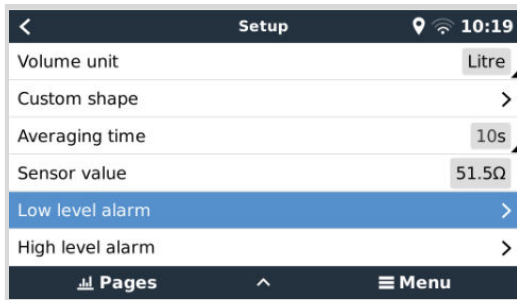 Setup 10:19
Volume unit Litre
Custom shape
Averaging time 10s
Sensor value 51.5Ω
Low level alarm
High level alarm
Pages Menu